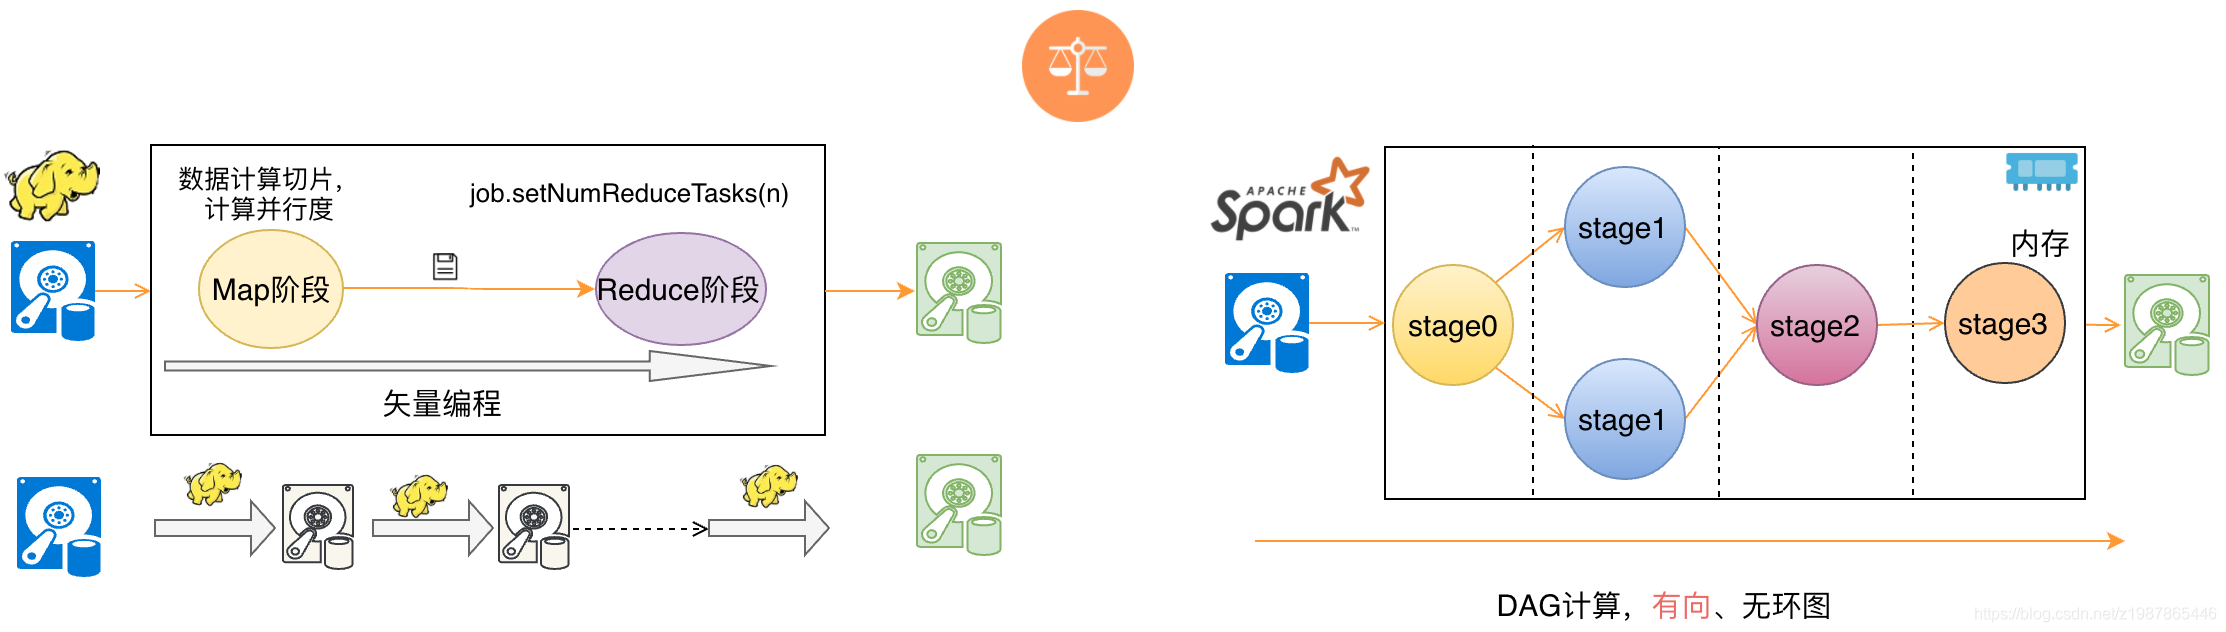 数据计算切片，
计算并行度
job.setNumReduceTasks(n)
Map阶段
Reduce阶段
矢量编程
APACHE
Spark™
内存
stage0
stage1
stage1
stage2
stage3
DAG计算，有向、无环图
https://blog.csdn.net/z1987865446